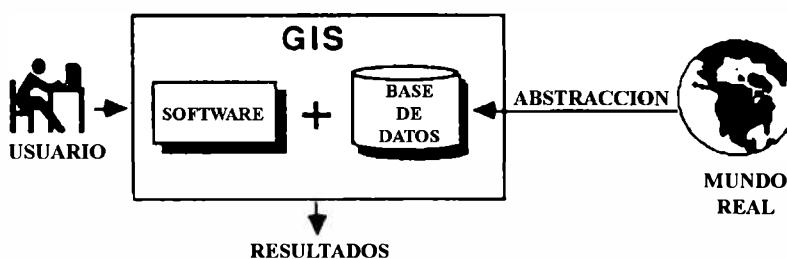 GIS
SOFTWARE
+
BASE
DE
DATOS
ABSTRACCION
USUARIO
MUNDO
REAL
RESULTADOS